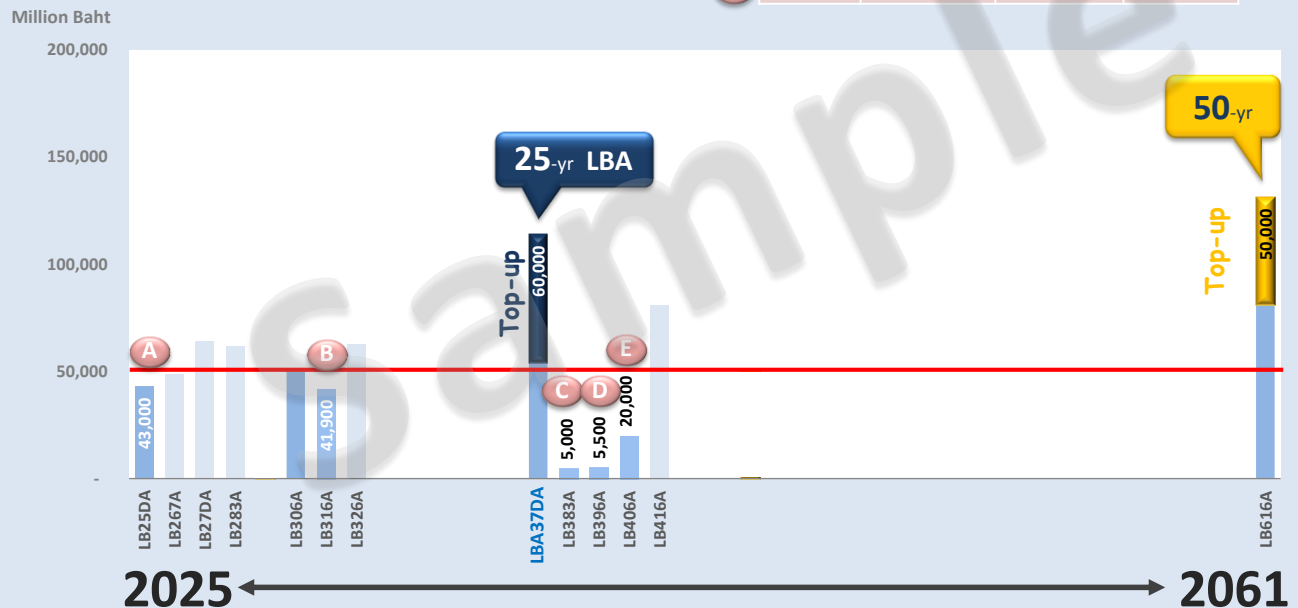 Million Baht
200,000
150,000
100,000
50,000
-
50-yr
25-yr LBA
Top-up
60,000
Top-up
50,000
A
B
C
D
E
43,000
41,900
5,000
5,500
20,000
LB25DA
LB267A
LB27DA
LB283A
LB306A
LB316A
LB326A
LBA37DA
LB383A
LB396A
LB406A
LB416A
LB616A
2025
2061
Sample